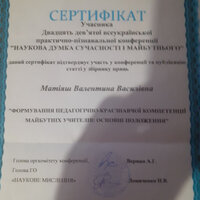 СЕРТИФІКАТ
Учасника
Двадцять дев'ятої всеукраїнської
практично-пізнавальної конференції
"НАУКОВА ДУМКА СУЧАСНОСТІ І МАЙБУТНЬОГО"
даний сертифікат підтверджує участь у конференції та публікацію
статті у збірнику праць
Матіяш Валентина Василівна
"ФОРМУВАННЯ ПЕДАГОГІЧНО-КРАЄЗНАВЧОЇ КОМПЕТЕНЦІЇ
МАЙБУТНІХ УЧИТЕЛІВ: ОСНОВНІ ПОЛОЖЕННЯ"
Голова оргкомітету конференції,
Голова ГО
«НАУКОВЕ МИСЛЕННЯ»